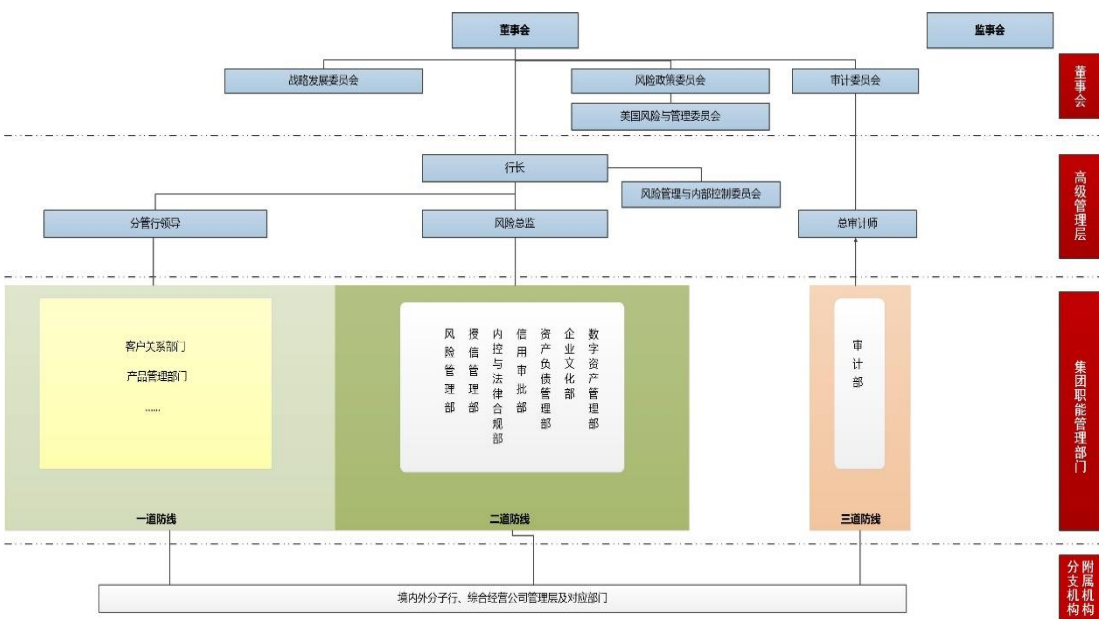 董事会
监事会
战略发展委员会
风险政策委员会
审计委员会
董事会
美国风险与管理委员会
行长
风险管理与内部控制委员会
高级管理层
分管行领导
风险总监
总审计师
客户关系部门
产品管理部门
……
风险管理部
授信管理部
内控与法律合规部
信用审批部
资产负债管理部
企业文化部
数字资产管理部
审计部
集团职能管理部门
一道防线
二道防线
三道防线
境内外分子行、综合经营公司管理层及对应部门
附属机构
分支机构